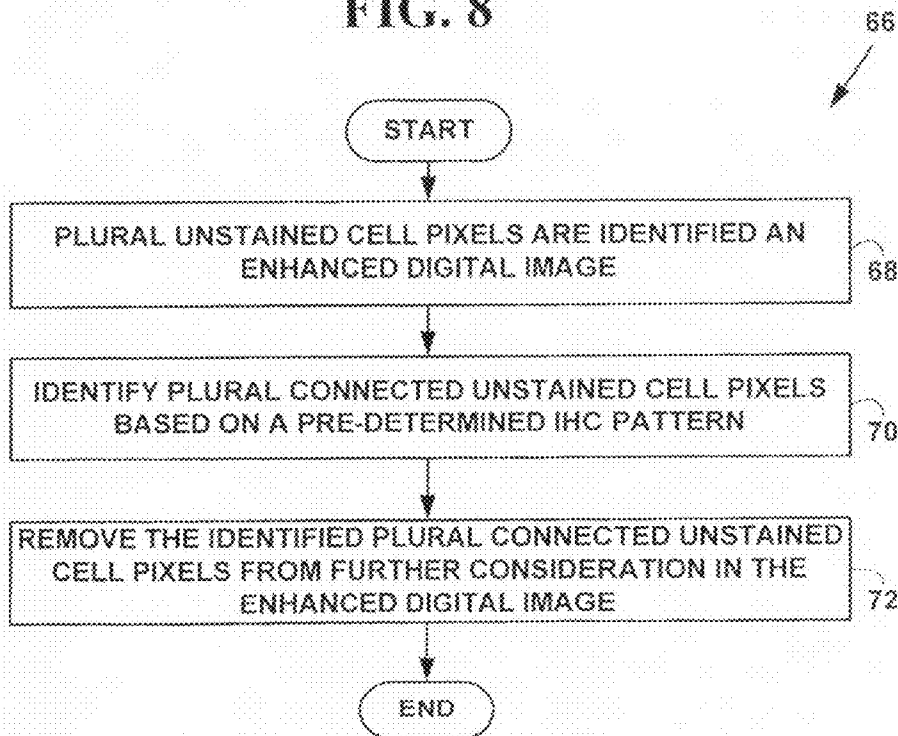 FIG. 8
66
START
PLURAL UNSTAINED CELL PIXELS ARE IDENTIFIED AN
ENHANCED DIGITAL IMAGE
68
IDENTIFY PLURAL CONNECTED UNSTAINED CELL PIXELS
BASED ON A PRE-DETERMINED IHC PATTERN
70
REMOVE THE IDENTIFIED PLURAL CONNECTED UNSTAINED
CELL PIXELS FROM FURTHER CONSIDERATION IN THE
ENHANCED DIGITAL IMAGE
72
END